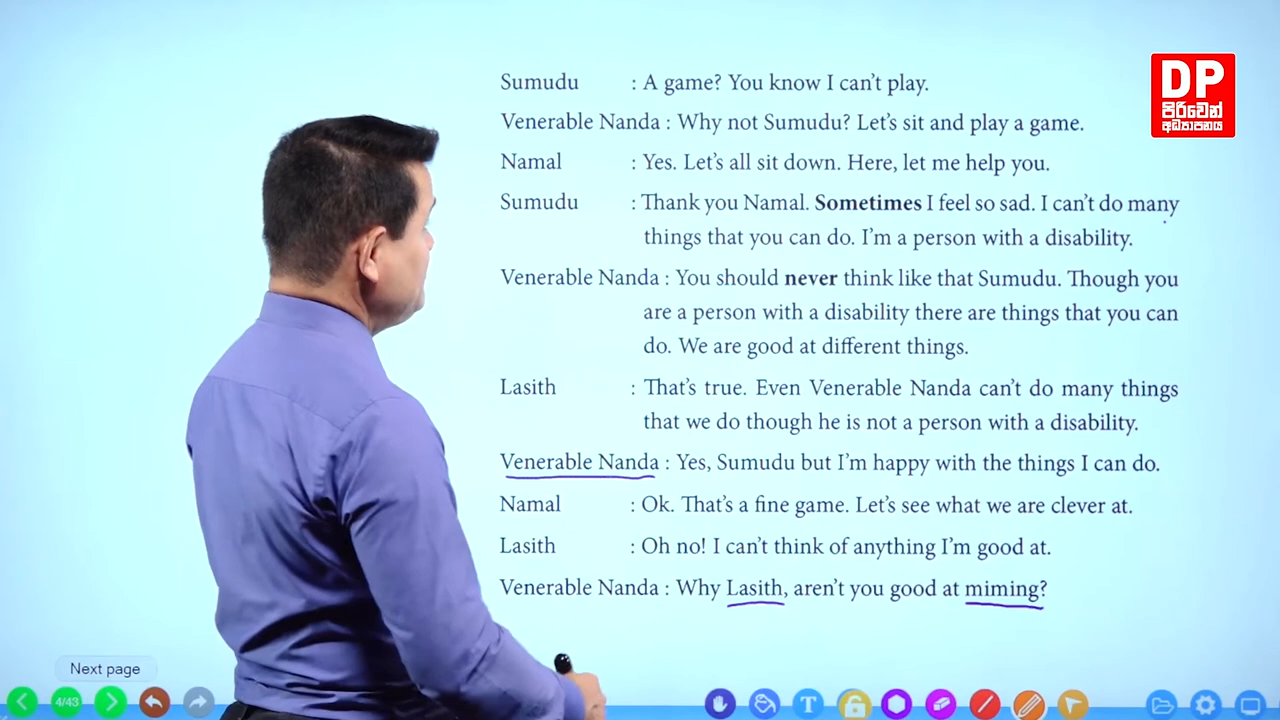 DP
පිරිවෙන්
අධ්‍යාපනය
Sumudu : A game? You know I can't play.
Venerable Nanda : Why not Sumudu? Let's sit and play a game.
Namal : Yes. Let's all sit down. Here, let me help you.
Sumudu : Thank you Namal. Sometimes I feel so sad. I can't do many
things that you can do. I'm a person with a disability.
Venerable Nanda : You should never think like that Sumudu. Though you
are a person with a disability there are things that you can
do. We are good at different things.
Lasith : That's true. Even Venerable Nanda can't do many things
that we do though he is not a person with a disability.
Venerable Nanda : Yes, Sumudu but I'm happy with the things I can do.
Namal : Ok. That's a fine game. Let's see what we are clever at.
Lasith : Oh no! I can't think of anything I'm good at.
Venerable Nanda : Why Lasith, aren't you good at miming?
Next page
4/43
T